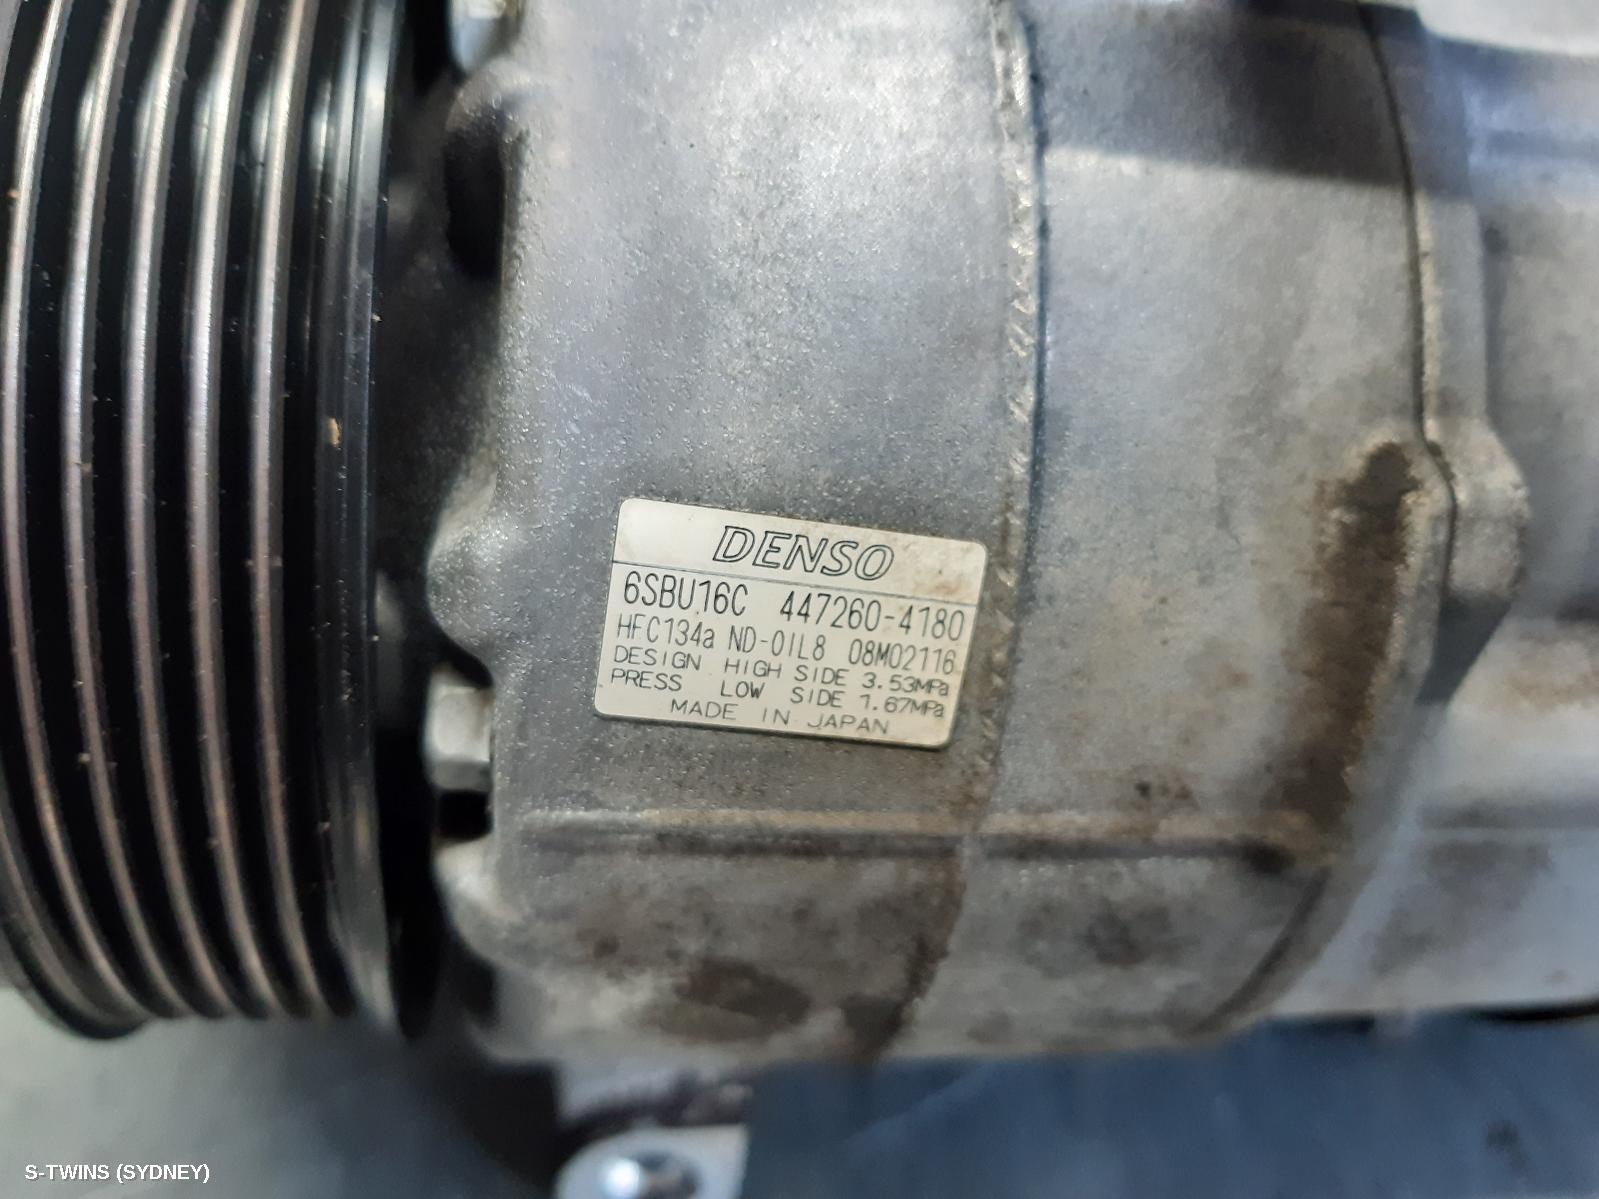 DENSO
6SBU16C 447260-4180
HFC134a ND-OIL8 08M02116
DESIGN HIGH SIDE 3.53MPa
PRESS LOW SIDE 1.67MPa
MADE IN JAPAN
S-TWINS (SYDNEY)